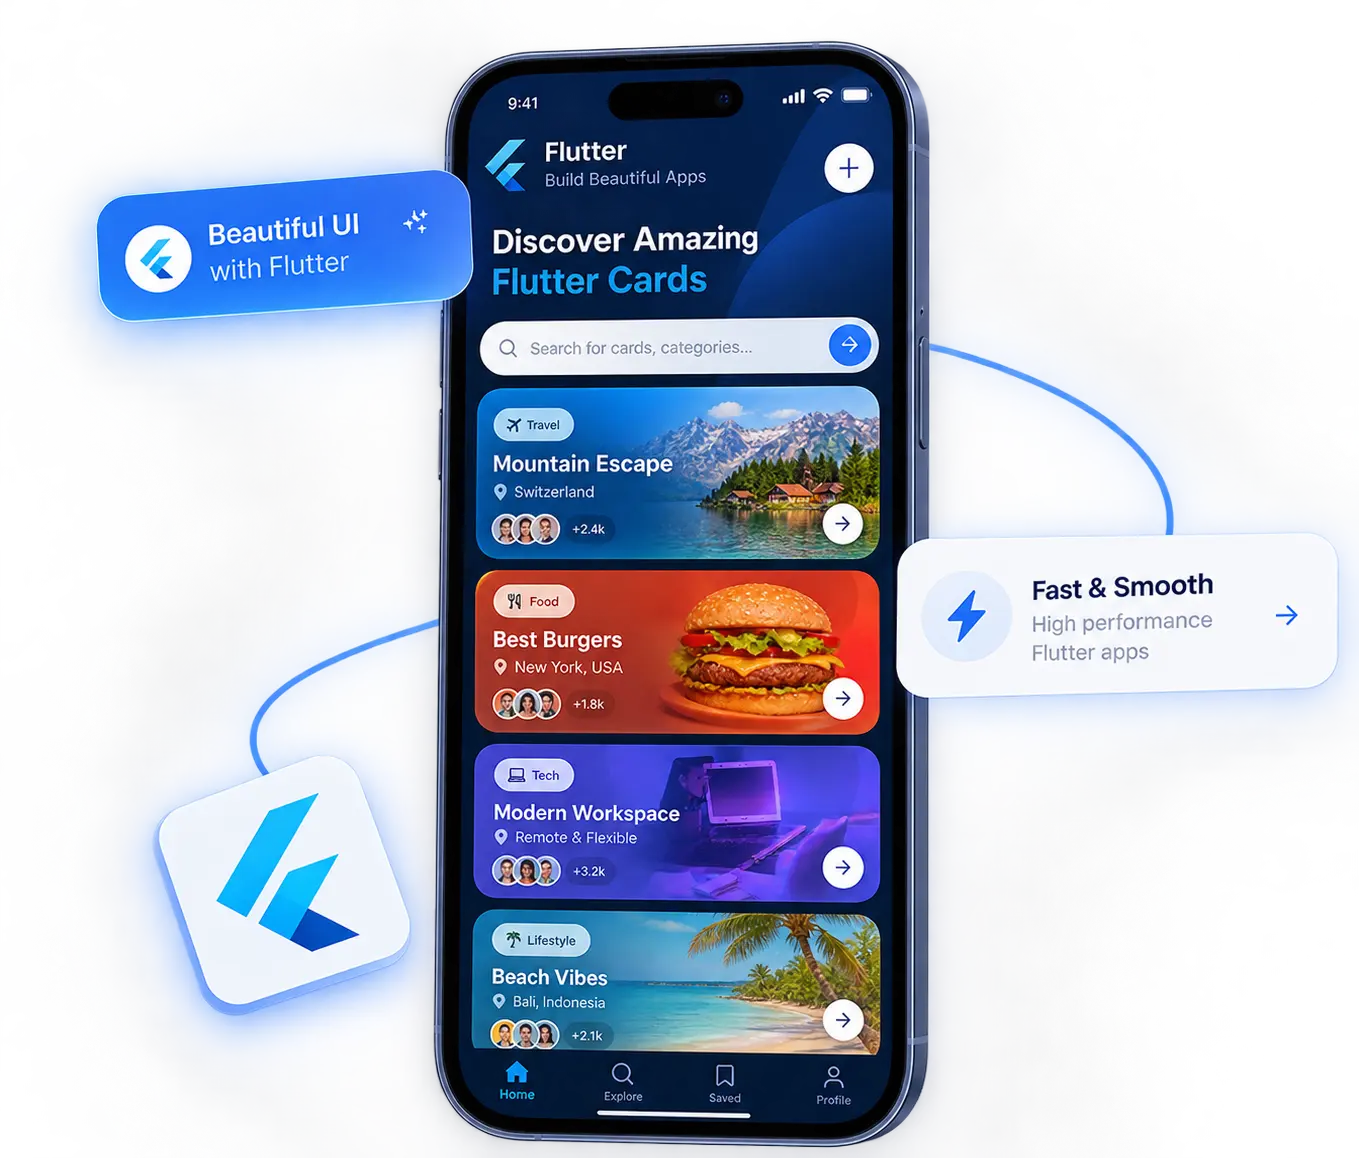 9:41
Flutter
Build Beautiful Apps
Beautiful UI
with Flutter
Discover Amazing
Flutter Cards
Search for cards, categories...
Travel
Mountain Escape
Switzerland
+2.4k
Food
Best Burgers
New York, USA
+1.8k
Fast & Smooth
High performance
Flutter apps
Tech
Modern Workspace
Remote & Flexible
+3.2k
Lifestyle
Beach Vibes
Bali, Indonesia
+2.1k
Home
Explore
Saved
Profile